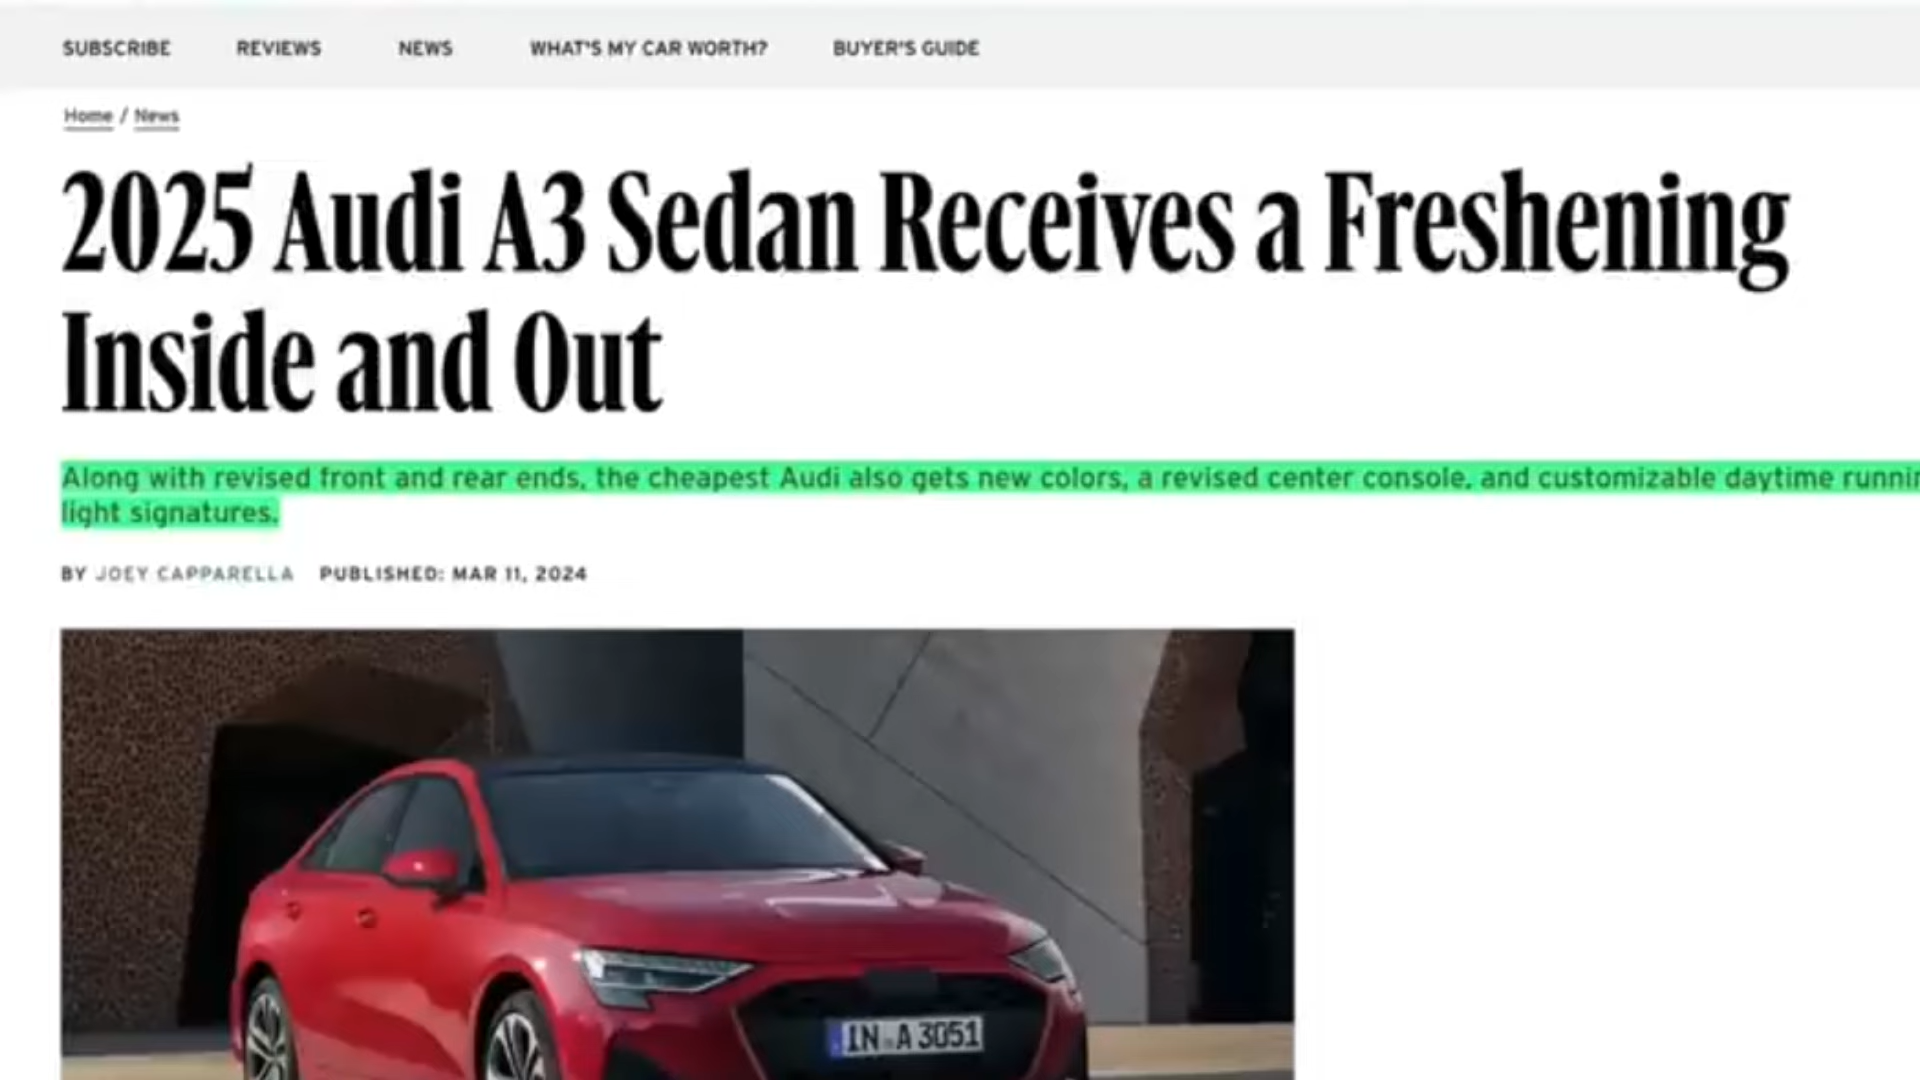 SUBSCRIBE REVIEWS NEWS WHAT'S MY CAR WORTH? BUYER'S GUIDE
Home / News
2025 Audi A3 Sedan Receives a Freshening
Inside and Out
Along with revised front and rear ends, the cheapest Audi also gets new colors, a revised center console, and customizable daytime runnin
light signatures.
BY JOEY CAPPARELLA PUBLISHED: MAR 11, 2024
IN A 3051